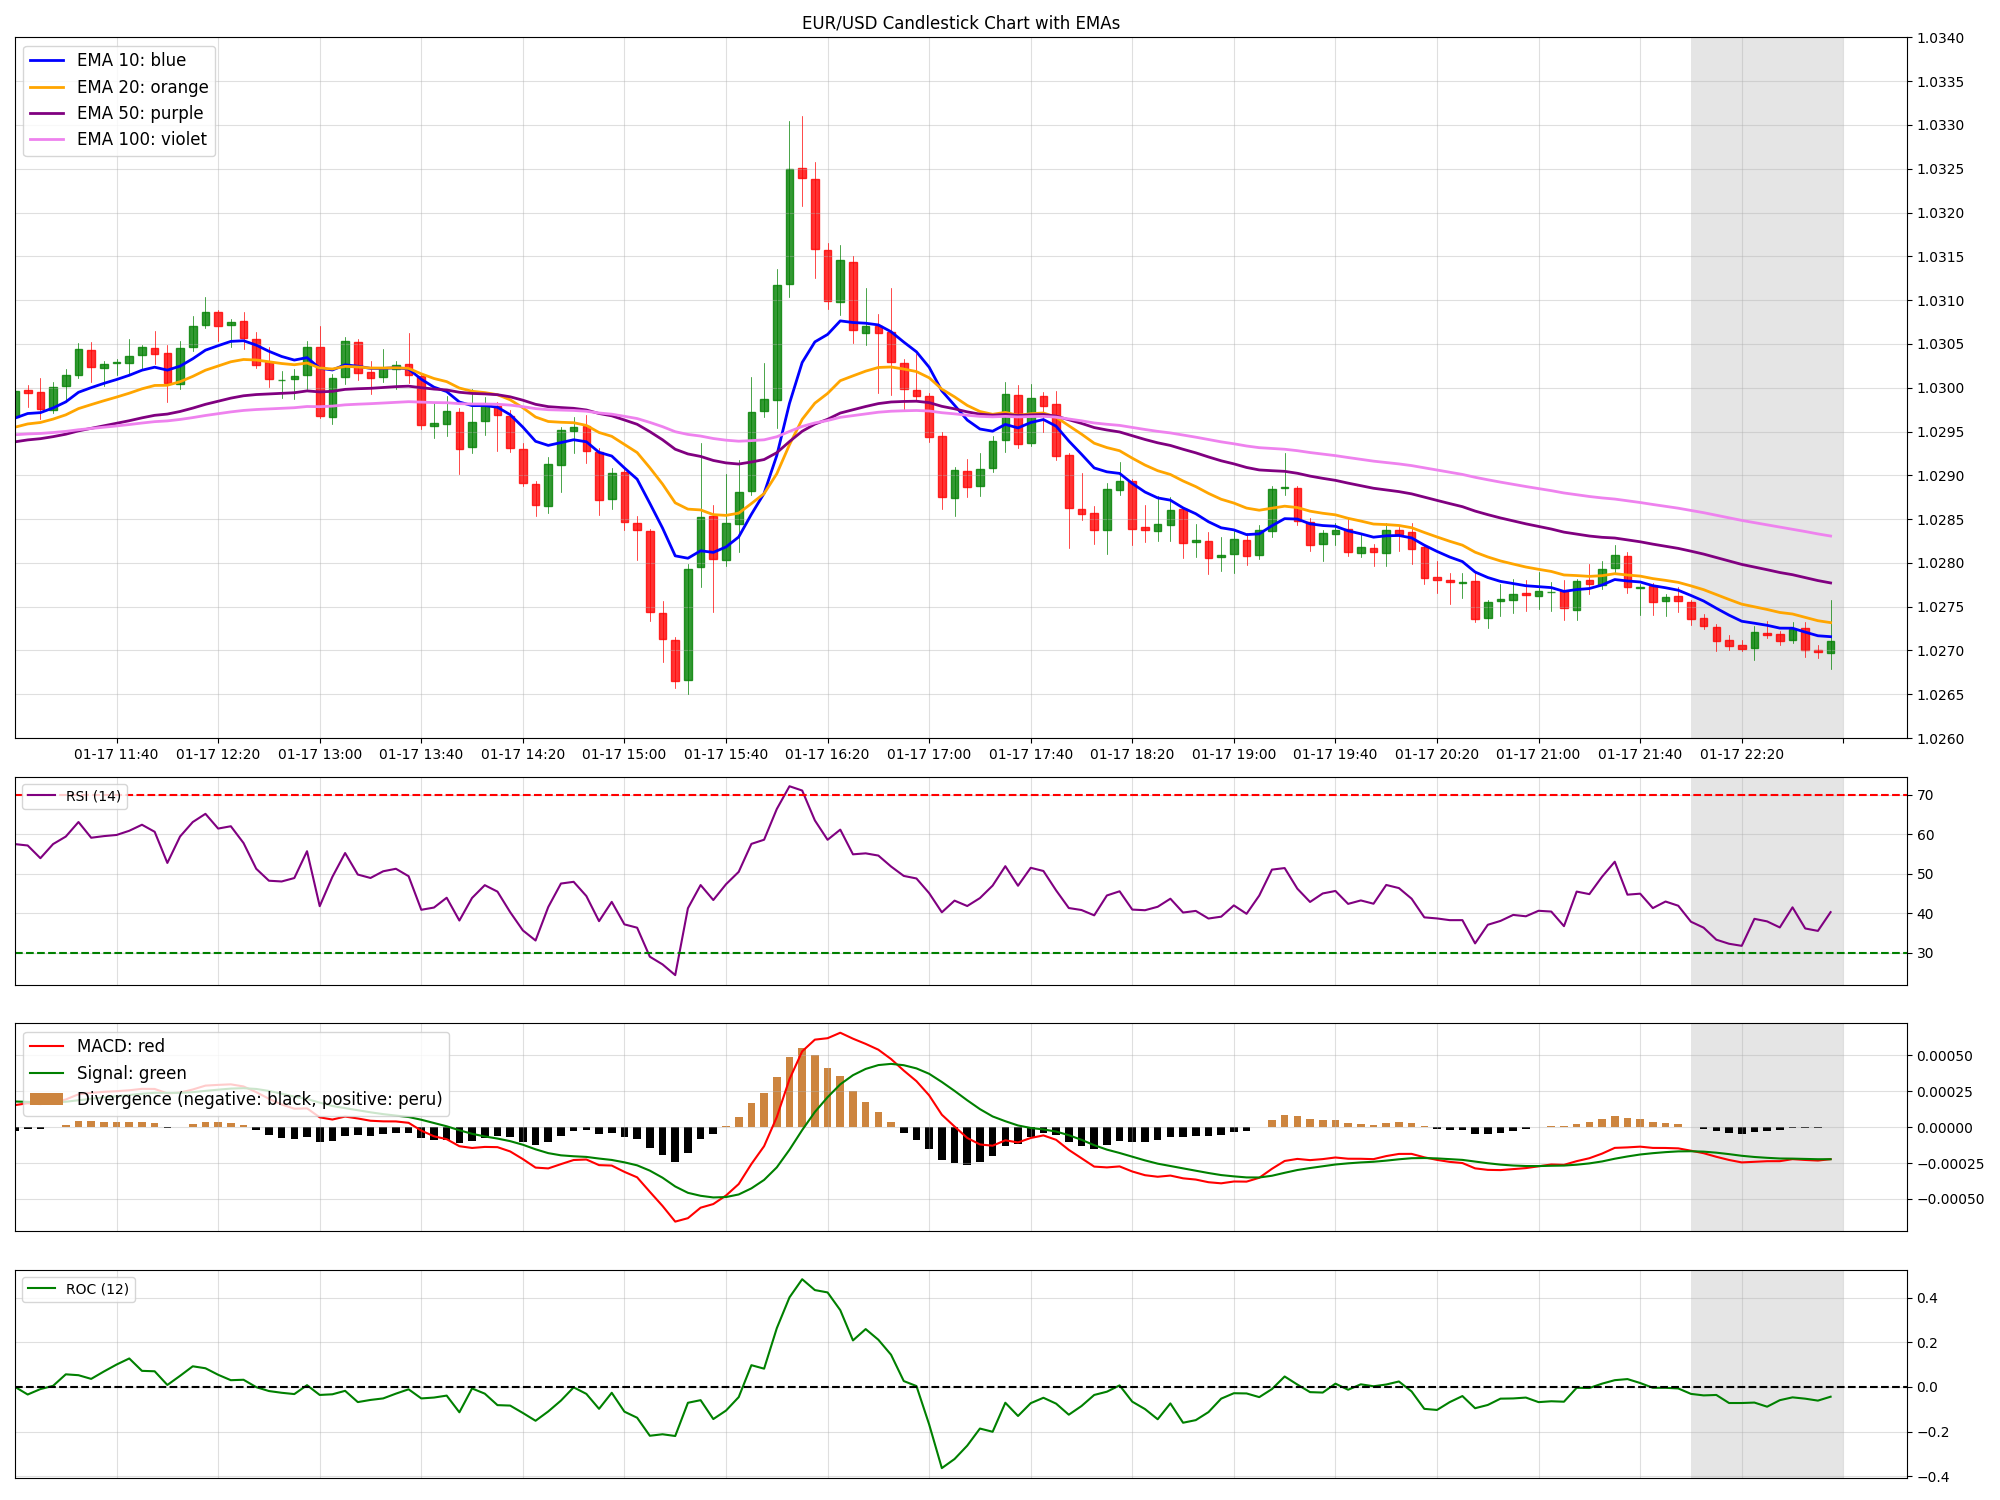 EUR/USD Candlestick Chart with EMAs
EMA 10: blue
EMA 20: orange
EMA 50: purple
EMA 100: violet
1.0340
1.0335
1.0330
1.0325
1.0320
1.0315
1.0310
1.0305
1.0300
1.0295
1.0290
1.0285
1.0280
1.0275
1.0270
1.0265
1.0260
01-17 11:40 01-17 12:20 01-17 13:00 01-17 13:40 01-17 14:20 01-17 15:00 01-17 15:40 01-17 16:20 01-17 17:00 01-17 17:40 01-17 18:20 01-17 19:00 01-17 19:40 01-17 20:20 01-17 21:00 01-17 21:40 01-17 22:20
RSI (14)
70
60
50
40
30
MACD: red
Signal: green
Divergence (negative: black, positive: peru)
0.00050
0.00025
0.00000
−0.00025
−0.00050
ROC (12)
0.4
0.2
0.0
−0.2
−0.4